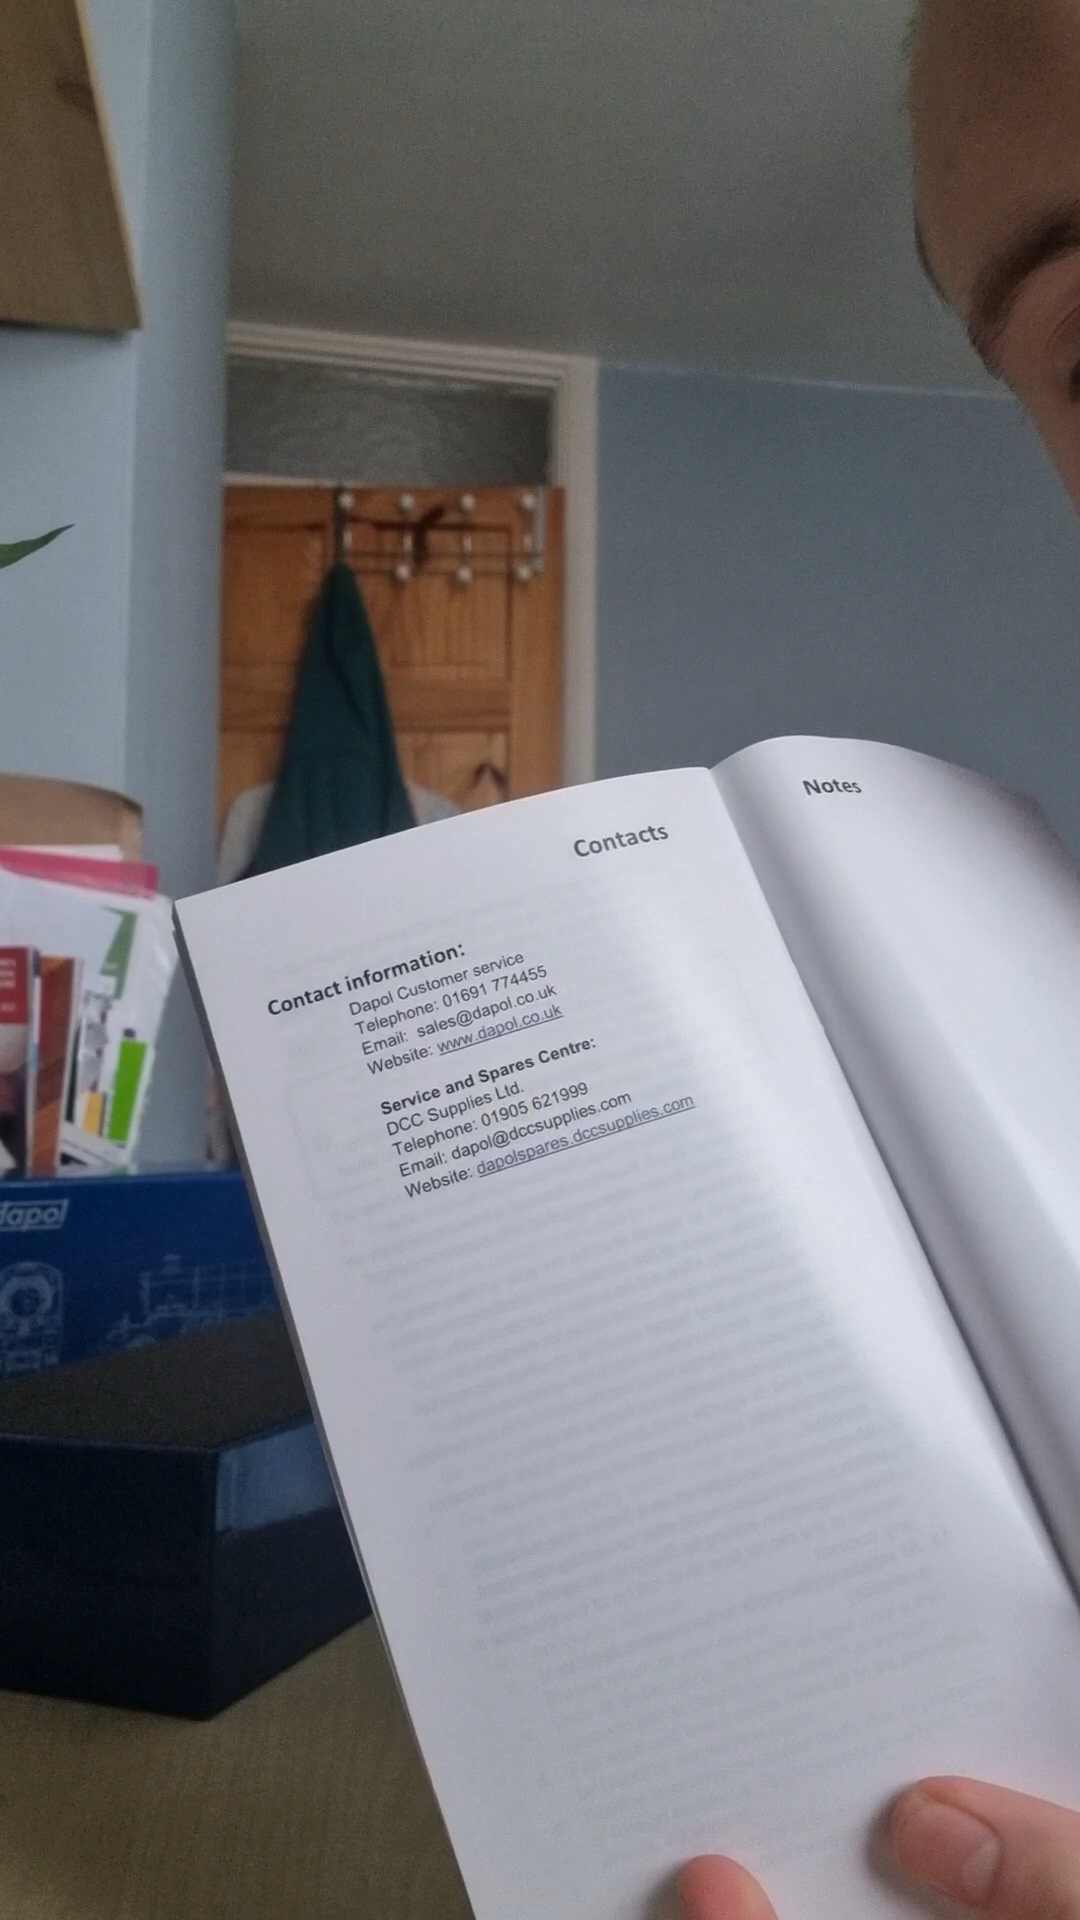 Contacts
Contact information:
Dapol Customer service
Telephone: 01691 774455
Email: sales@dapol.co.uk
Website: www.dapol.co.uk
Service and Spares Centre:
DCC Supplies Ltd.
Telephone: 01905 621999
Email: dapol@dccsupplies.com
Website: dapolspares.dccsupplies.com
Notes
dapol